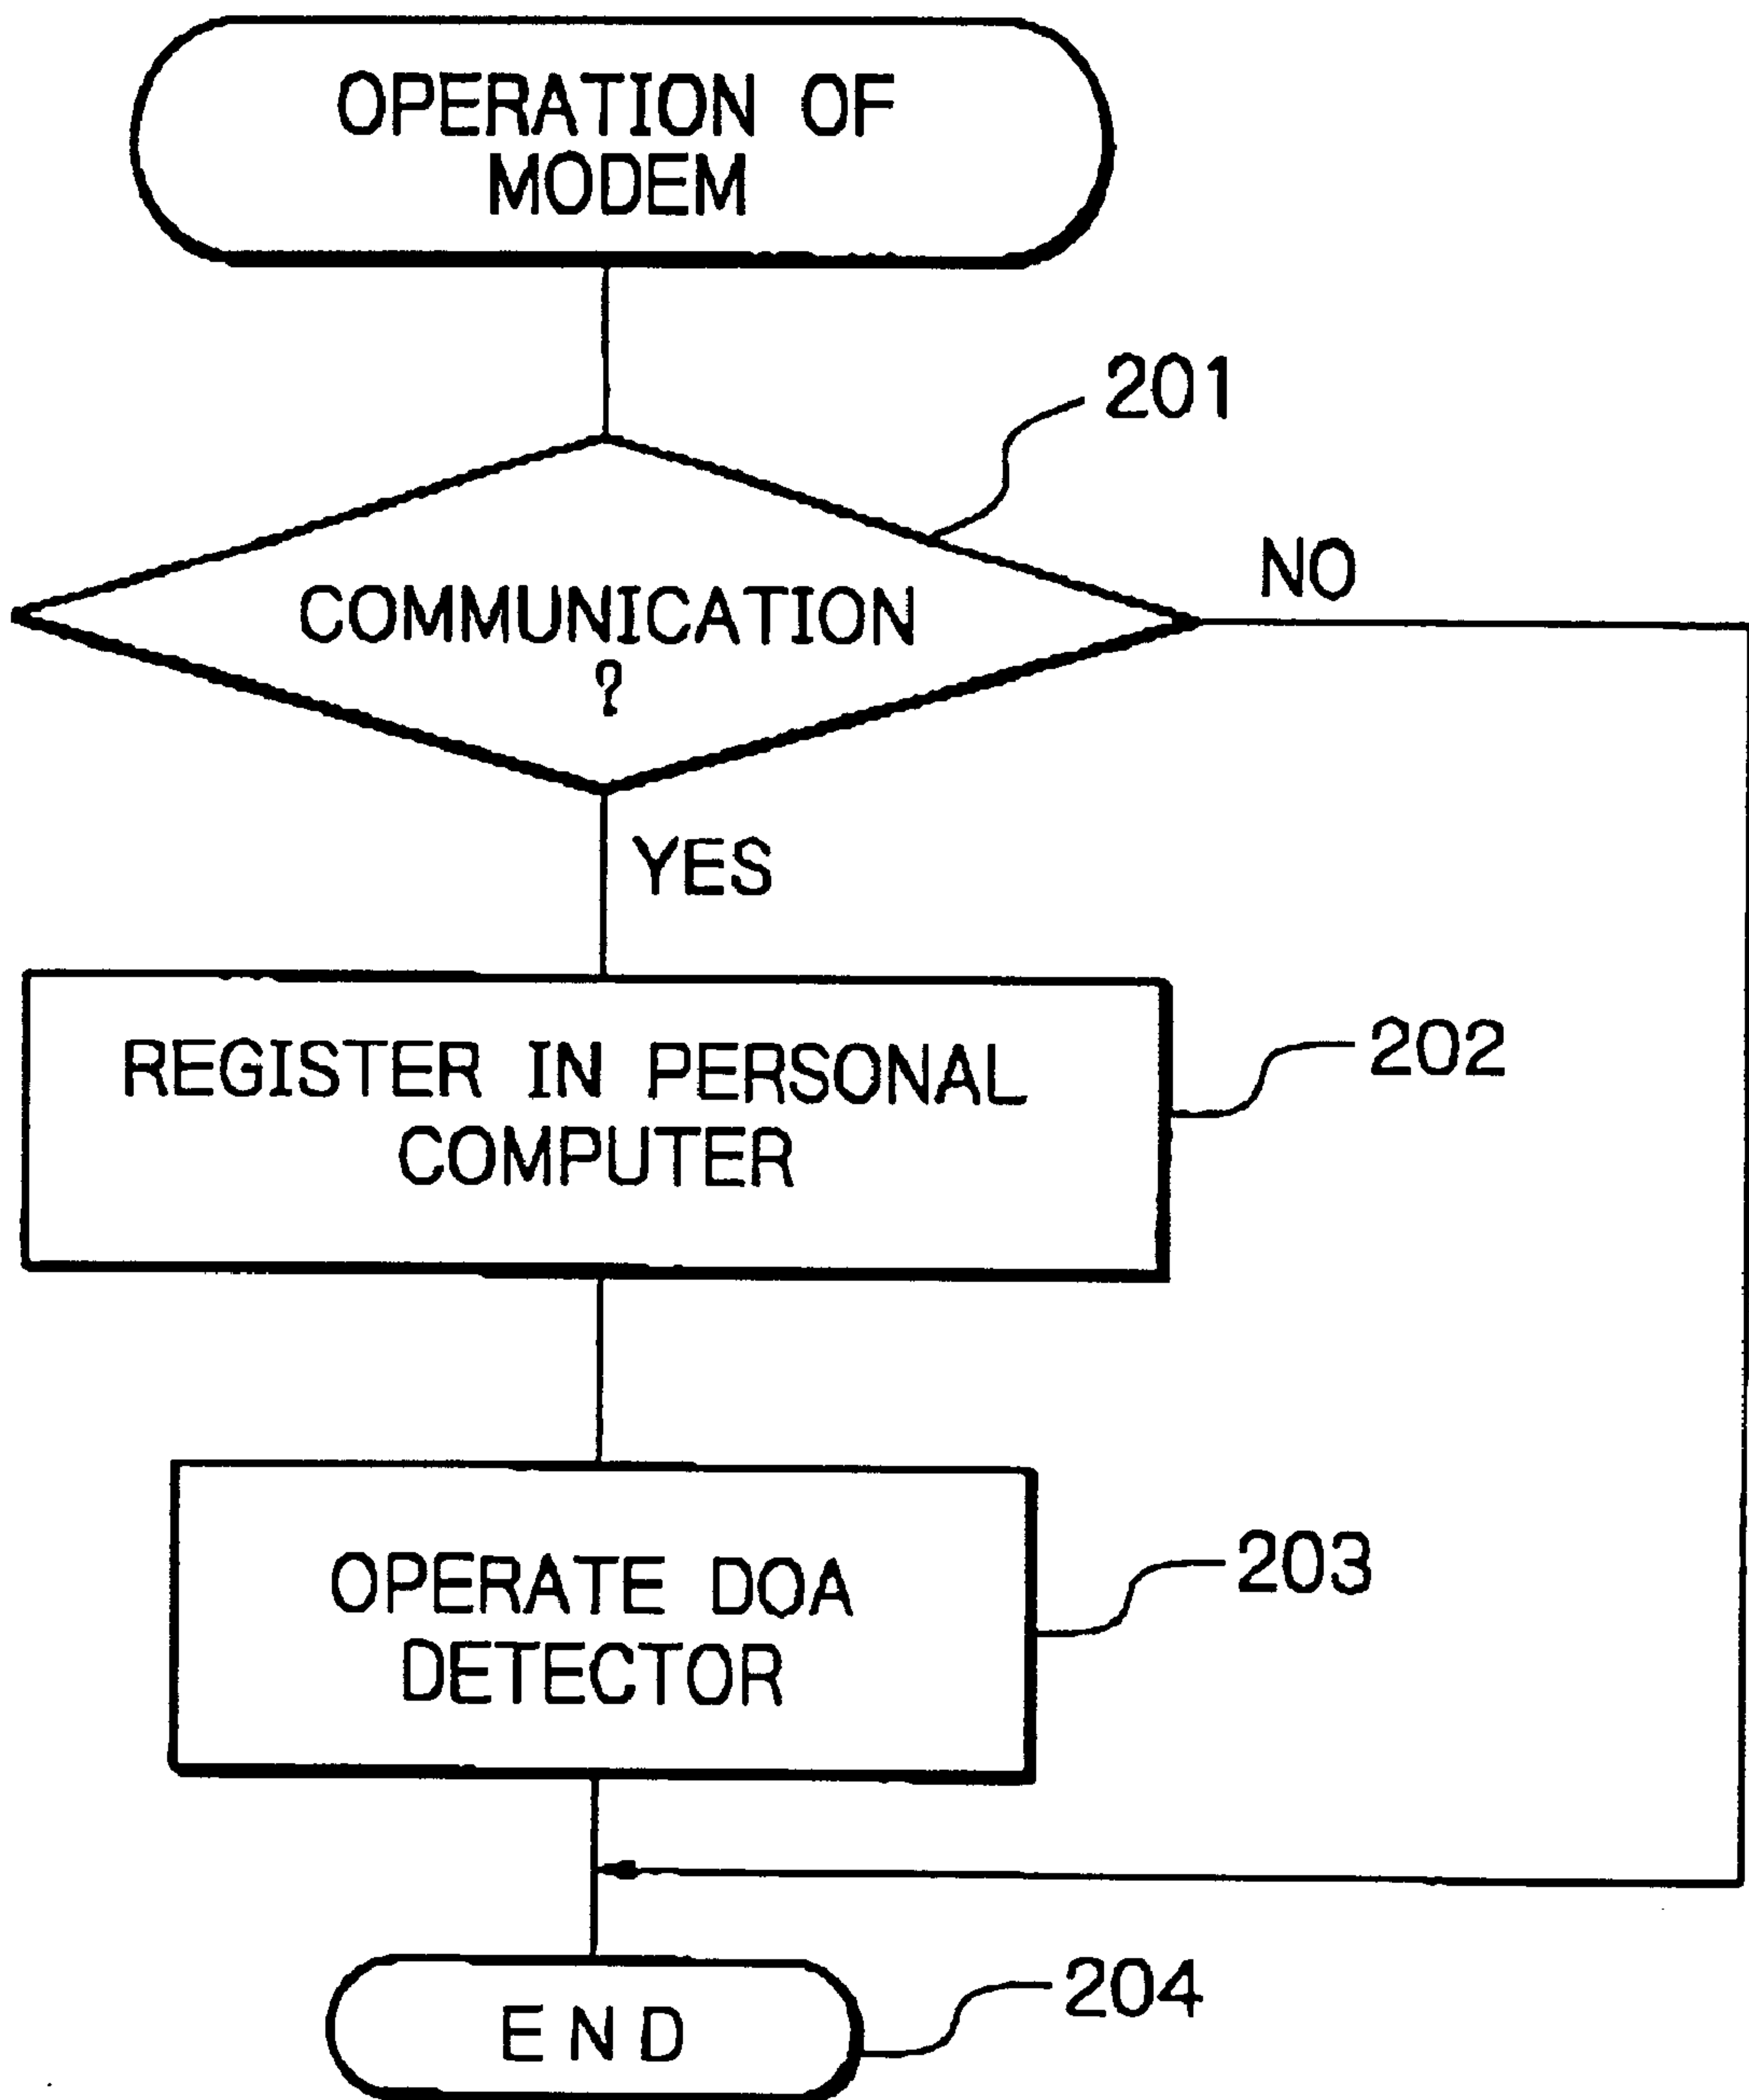 OPERATION OF
MODEM
201
NO
COMMUNICATION
?
YES
REGISTER IN PERSONAL
COMPUTER
202
OPERATE DOA
DETECTOR
203
END
204